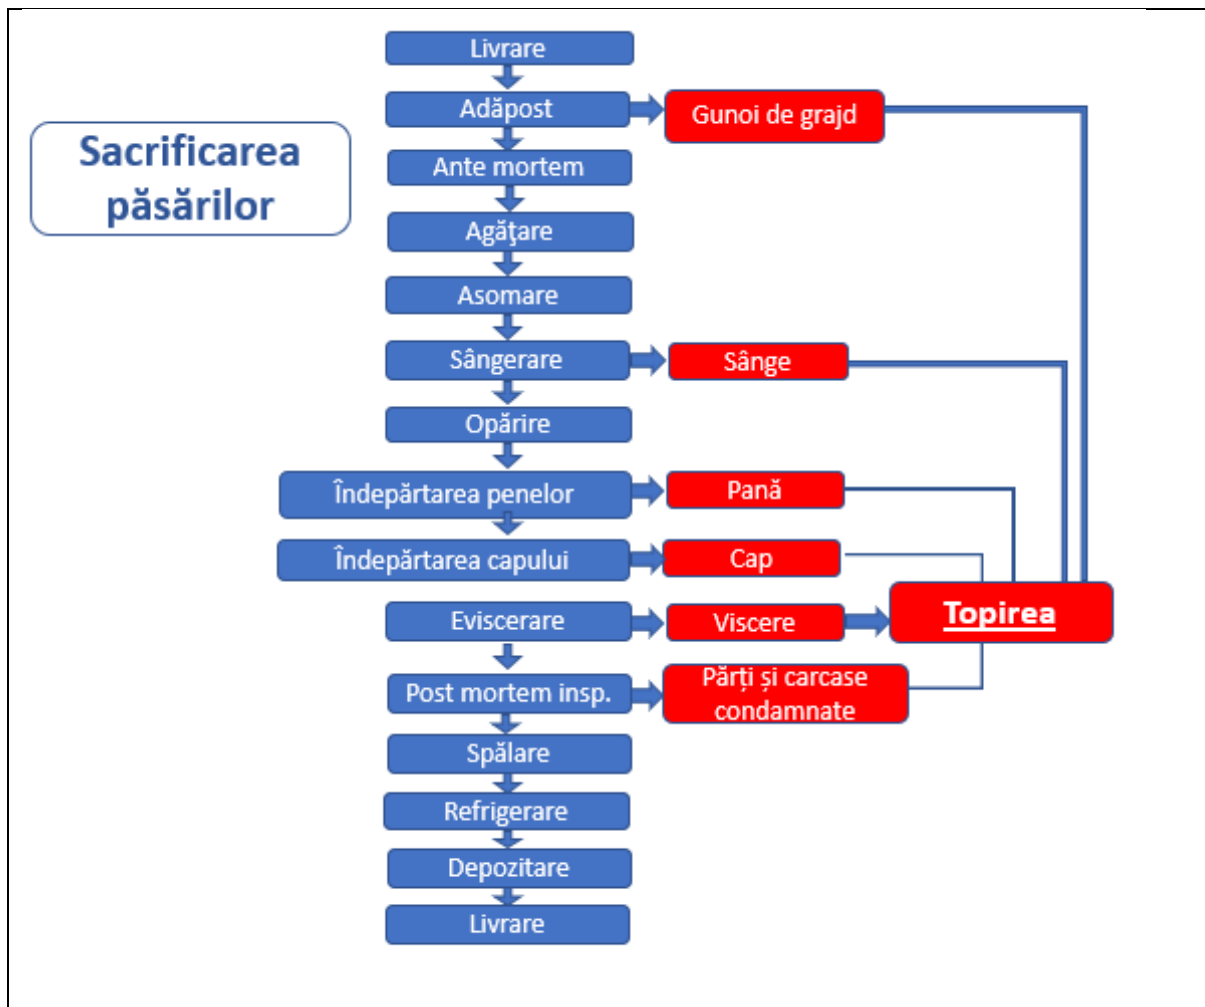 Livrare
Sacrificarea
păsărilor
Adăpost
Gunoi de grajd
Ante mortem
Agăţare
Asomare
Sângerare
Sânge
Opărire
Îndepărtarea penelor
Pană
Îndepărtarea capului
Cap
Eviscerare
Viscere
Topirea
Post mortem insp.
Părți și carcase
condamnate
Spălare
Refrigerare
Depozitare
Livrare